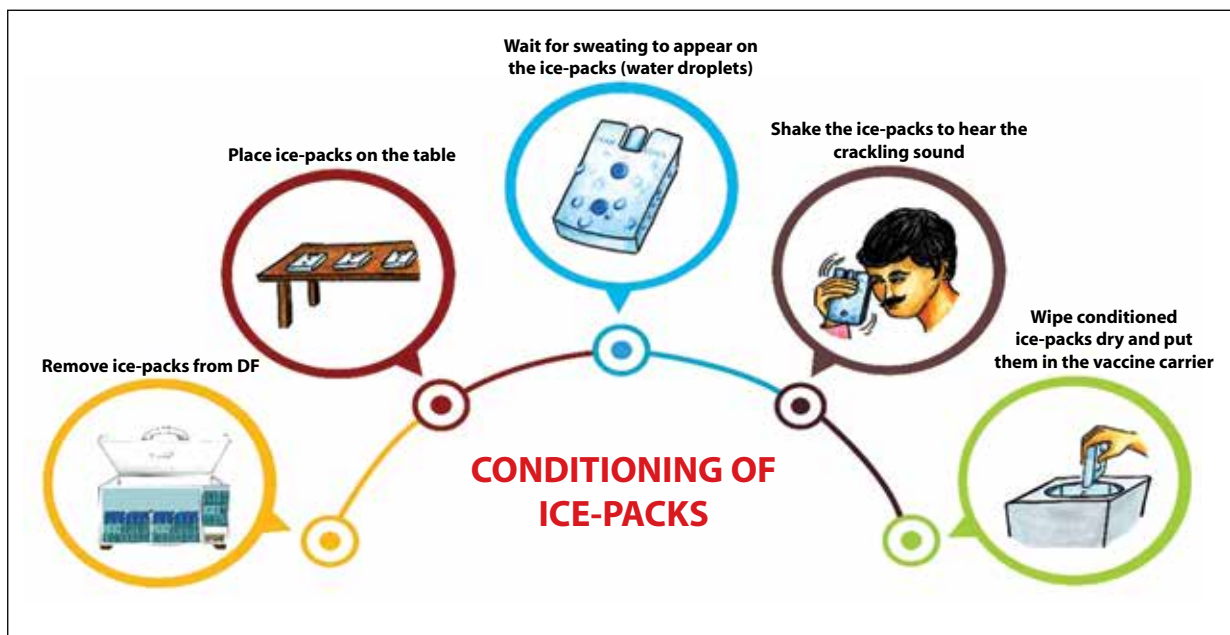 Remove ice-packs from DF
Place ice-packs on the table
Wait for sweating to appear on
the ice-packs (water droplets)
Shake the ice-packs to hear the
crackling sound
Wipe conditioned
ice-packs dry and put
them in the vaccine carrier
CONDITIONING OF
ICE-PACKS